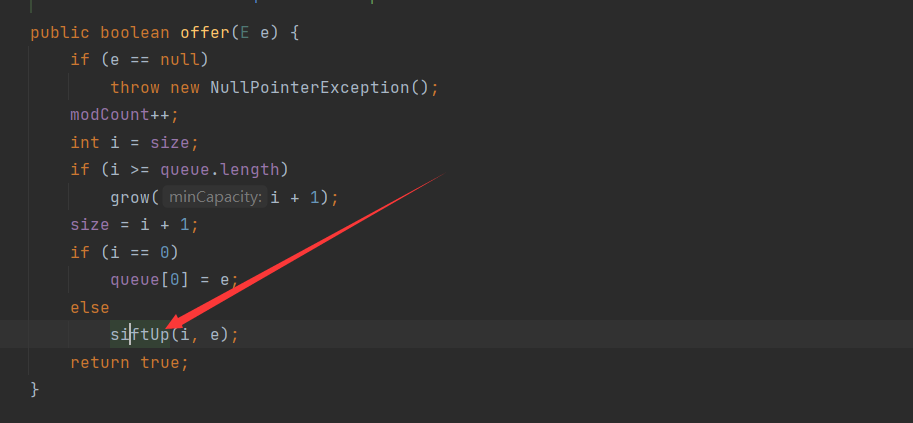 public boolean offer(E e) {
if (e == null)
throw new NullPointerException();
modCount++;
int i = size;
if (i >= queue.length)
grow( minCapacity: i + 1);
size = i + 1;
if (i == 0)
queue[0] = e;
else
siftUp(i, e);
return true;
}